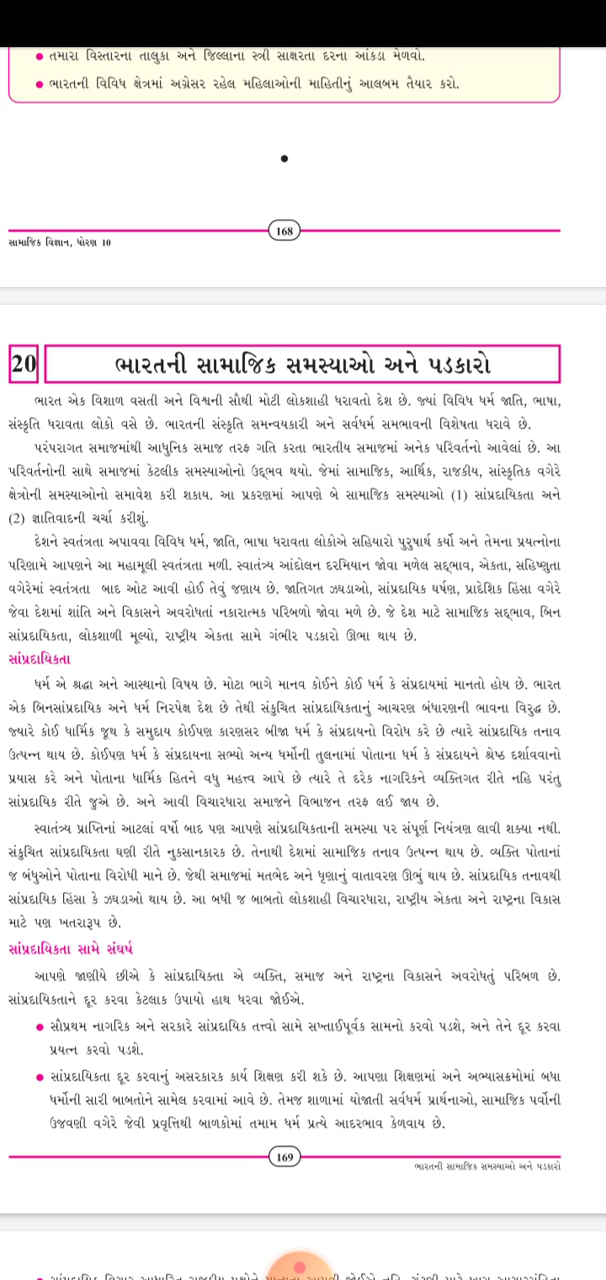 • તમારા વિસ્તારના તાલુકા અને જિલ્લાના સ્ત્રી સાક્ષરતા દરના આંકડા મેળવો.
• ભારતની વિવિધ ક્ષેત્રમાં અગ્રેસર રહેલ મહિલાઓની માહિતીનું આલબમ તૈયાર કરો.
•
168
સામાજિક વિજ્ઞાન, ધોરણ 10
20 ભારતની સામાજિક સમસ્યાઓ અને પડકારો
ભારત એક વિશાળ વસતી અને વિશ્વની સૌથી મોટી લોકશાહી ધરાવતો દેશ છે. જ્યાં વિવિધ ધર્મ જાતિ, ભાષા,
સંસ્કૃતિ ધરાવતા લોકો વસે છે. ભારતની સંસ્કૃતિ સમન્વયકારી અને સર્વધર્મ સમભાવની વિશેષતા ધરાવે છે.
પરંપરાગત સમાજમાંથી આધુનિક સમાજ તરફ ગતિ કરતા ભારતીય સમાજમાં અનેક પરિવર્તનો આવેલાં છે. આ
પરિવર્તનોની સાથે સમાજમાં કેટલીક સમસ્યાઓનો ઉદ્દભવ થયો. જેમાં સામાજિક, આર્થિક, રાજકીય, સાંસ્કૃતિક વગેરે
ક્ષેત્રોની સમસ્યાઓનો સમાવેશ કરી શકાય. આ પ્રકરણમાં આપણે બે સામાજિક સમસ્યાઓ (1) સાંપ્રદાયિકતા અને
(2) જ્ઞાતિવાદની ચર્ચા કરીશું.
દેશને સ્વતંત્રતા અપાવવા વિવિધ ધર્મ, જાતિ, ભાષા ધરાવતા લોકોએ સહિયારો પુરુષાર્થ કર્યો અને તેમના પ્રયત્નોના
પરિણામે આપણને આ મહામૂલી સ્વતંત્રતા મળી. સ્વાતંત્ર્ય આંદોલન દરમિયાન જોવા મળેલ સદ્દભાવ, એકતા, સહિષ્ણુતા
વગેરેમાં સ્વતંત્રતા બાદ ઓટ આવી હોઈ તેવું જણાય છે. જાતિગત ઝઘડાઓ, સાંપ્રદાયિક ઘર્ષણ, પ્રાદેશિક હિંસા વગેરે
જેવા દેશમાં શાંતિ અને વિકાસને અવરોધતાં નકારાત્મક પરિબળો જોવા મળે છે. જે દેશ માટે સામાજિક સદ્દભાવ, બિન
સાંપ્રદાયિકતા, લોકશાળી મૂલ્યો, રાષ્ટ્રીય એકતા સામે ગંભીર પડકારો ઊભા થાય છે.
સાંપ્રદાયિકતા
ધર્મ એ શ્રદ્ધા અને આસ્થાનો વિષય છે. મોટા ભાગે માનવ કોઈને કોઈ ધર્મ કે સંપ્રદાયમાં માનતો હોય છે. ભારત
એક બિનસાંપ્રદાયિક અને ધર્મ નિરપેક્ષ દેશ છે તેથી સંકુચિત સાંપ્રદાયિકતાનું આચરણ બંધારણની ભાવના વિરુદ્ધ છે.
જ્યારે કોઈ ધાર્મિક જૂથ કે સમુદાય કોઈપણ કારણસર બીજા ધર્મ કે સંપ્રદાયનો વિરોધ કરે છે ત્યારે સાંપ્રદાયિક તનાવ
ઉત્પન્ન થાય છે. કોઈપણ ધર્મ કે સંપ્રદાયના સભ્યો અન્ય ધર્મોની તુલનામાં પોતાના ધર્મ કે સંપ્રદાયને શ્રેષ્ઠ દર્શાવવાનો
પ્રયાસ કરે અને પોતાના ધાર્મિક હિતને વધુ મહત્ત્વ આપે છે ત્યારે તે દરેક નાગરિકને વ્યક્તિગત રીતે નહિ પરંતુ
સાંપ્રદાયિક રીતે જુએ છે. અને આવી વિચારધારા સમાજને વિભાજન તરફ લઈ જાય છે.
સ્વાતંત્ર્ય પ્રાપ્તિનાં આટલાં વર્ષો બાદ પણ આપણે સાંપ્રદાયિકતાની સમસ્યા પર સંપૂર્ણ નિયંત્રણ લાવી શક્યા નથી.
સંકુચિત સાંપ્રદાયિકતા ઘણી રીતે નુકસાનકારક છે. તેનાથી દેશમાં સામાજિક તનાવ ઉત્પન્ન થાય છે. વ્યક્તિ પોતાનાં
જ બંધુઓને પોતાના વિરોધી માને છે. જેથી સમાજમાં મતભેદ અને ઘૃણાનું વાતાવરણ ઊભું થાય છે. સાંપ્રદાયિક તનાવથી
સાંપ્રદાયિક હિંસા કે ઝઘડાઓ થાય છે. આ બધી જ બાબતો લોકશાહી વિચારધારા, રાષ્ટ્રીય એકતા અને રાષ્ટ્રના વિકાસ
માટે પણ ખતરારૂપ છે.
સાંપ્રદાયિકતા સામે સંઘર્ષ
આપણે જાણીયે છીએ કે સાંપ્રદાયિકતા એ વ્યક્તિ, સમાજ અને રાષ્ટ્રના વિકાસને અવરોધતું પરિબળ છે.
સાંપ્રદાયિકતાને દૂર કરવા કેટલાક ઉપાયો હાથ ધરવા જોઈએ.
• સૌપ્રથમ નાગરિક અને સરકારે સાંપ્રદાયિક તત્ત્વો સામે સખ્તાઈપૂર્વક સામનો કરવો પડશે, અને તેને દૂર કરવા
પ્રયત્ન કરવો પડશે.
• સાંપ્રદાયિકતા દૂર કરવાનું અસરકારક કાર્ય શિક્ષણ કરી શકે છે. આપણા શિક્ષણમાં અને અભ્યાસક્રમોમાં બધા
ધર્મોની સારી બાબતોને સામેલ કરવામાં આવે છે. તેમજ શાળામાં યોજાતી સર્વધર્મ પ્રાર્થનાઓ, સામાજિક પર્વોની
ઉજવણી વગેરે જેવી પ્રવૃત્તિથી બાળકોમાં તમામ ધર્મ પ્રત્યે આદરભાવ કેળવાય છે.
169
ભારતની સામાજિક સમસ્યાઓ અને પડકારો